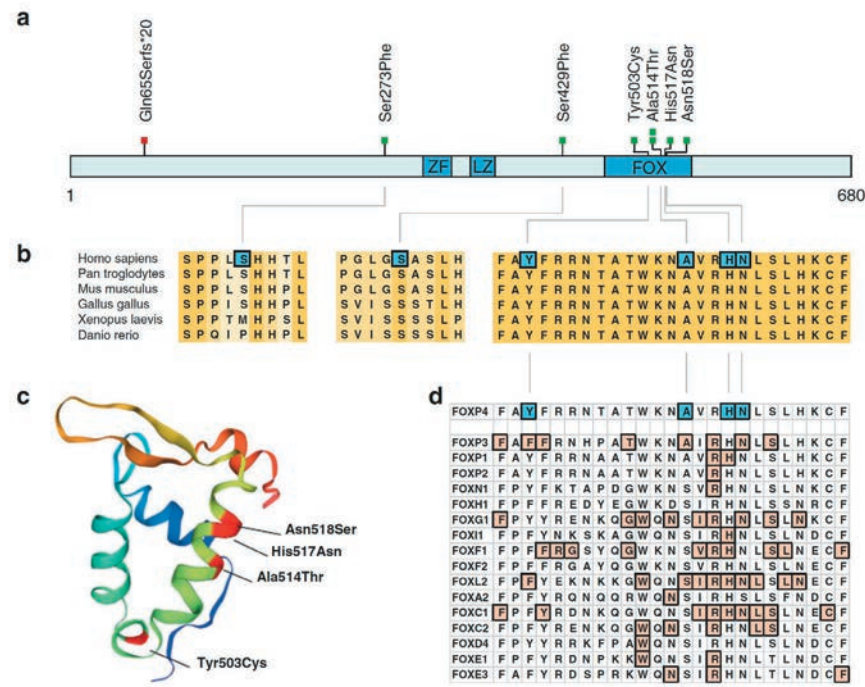 a
Gln65Serfs*20
Ser273Phe
Ser429Phe
Tyr503Cys
Ala514Thr
His517Asn
Asn518Ser
ZF LZ FOX
1 680
b
Homo sapiens S P P L S H H T L P G L G S A S L H F A Y F R R N T A T W K N A V R H N L S L H K C F
Pan troglodytes S P P L S H H T L P G L G S A S L H F A Y F R R N T A T W K N A V R H N L S L H K C F
Mus musculus S P P L S H H P L P G L G S A S L H F A Y F R R N T A T W K N A V R H N L S L H K C F
Gallus gallus S P P I S H H P L S V I S S S T L H F A Y F R R N T A T W K N A V R H N L S L H K C F
Xenopus laevis S P P T M H P S L S V I S S S S L P F A Y F R R N T A T W K N A V R H N L S L H K C F
Danio rerio S P Q I P H H P L S V I S S S S L H F A Y F R R N T A T W K N A V R H N L S L H K C F
c
Asn518Ser
His517Asn
Ala514Thr
Tyr503Cys
d
FOXP4 F A Y F R R N T A T W K N A V R H N L S L H K C F
FOXP3 F A F F R N H P A T W K N A I R H N L S L H K C F
FOXP1 F A Y F R R N A A T W K N A V R H N L S L H K C F
FOXP2 F A Y F R R N A A T W K N A V R H N L S L H K C F
FOXN1 F P Y F K T A P D G W K N S V R H N L S L N K C F
FOXH1 F P F F R E D Y E G W K D S I R H N L S S N R C F
FOXG1 F P Y Y R E N K Q G W Q N S I R H N L S L N K C F
FOXI1 F P F Y N K S K A G W Q N S I R H N L S L N D C F
FOXF1 F P F F R G S Y Q G W K N S V R H N L S L N E C F
FOXF2 F P F F R G A Y Q G W K N S V R H N L S L N E C F
FOXL2 F P F Y E K N K K G W Q N S I R H N L S L N E C F
FOXA2 F P Y Y R Q N Q Q R W Q N S I R H S L S F N D C F
FOXC1 F P F Y R D N K Q G W Q N S I R H N L S L N E C F
FOXC2 F P F Y R E N K Q G W Q N S I R H N L S L N E C F
FOXD4 F P Y Y R R K F P A W Q N S I R H N L S L N D C F
FOXE1 F P F Y R D N P K K W Q N S I R H N L T L N D C F
FOXE3 F A F Y R D S P R K W Q N S I R H N L T L N D C F